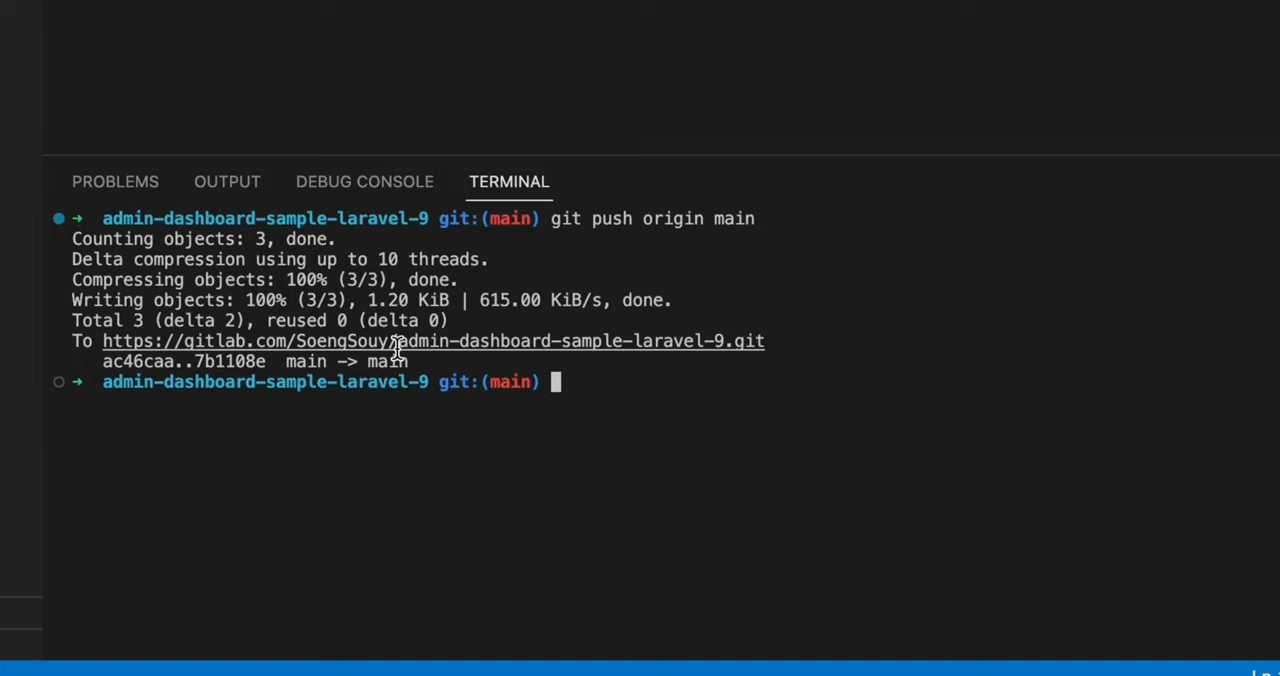 PROBLEMS OUTPUT DEBUG CONSOLE TERMINAL
➜ admin-dashboard-sample-laravel-9 git:(main) git push origin main
Counting objects: 3, done.
Delta compression using up to 10 threads.
Compressing objects: 100% (3/3), done.
Writing objects: 100% (3/3), 1.20 KiB | 615.00 KiB/s, done.
Total 3 (delta 2), reused 0 (delta 0)
To https://gitlab.com/SoengSouy/admin-dashboard-sample-laravel-9.git
ac46caa..7b1108e main -> main
➜ admin-dashboard-sample-laravel-9 git:(main)